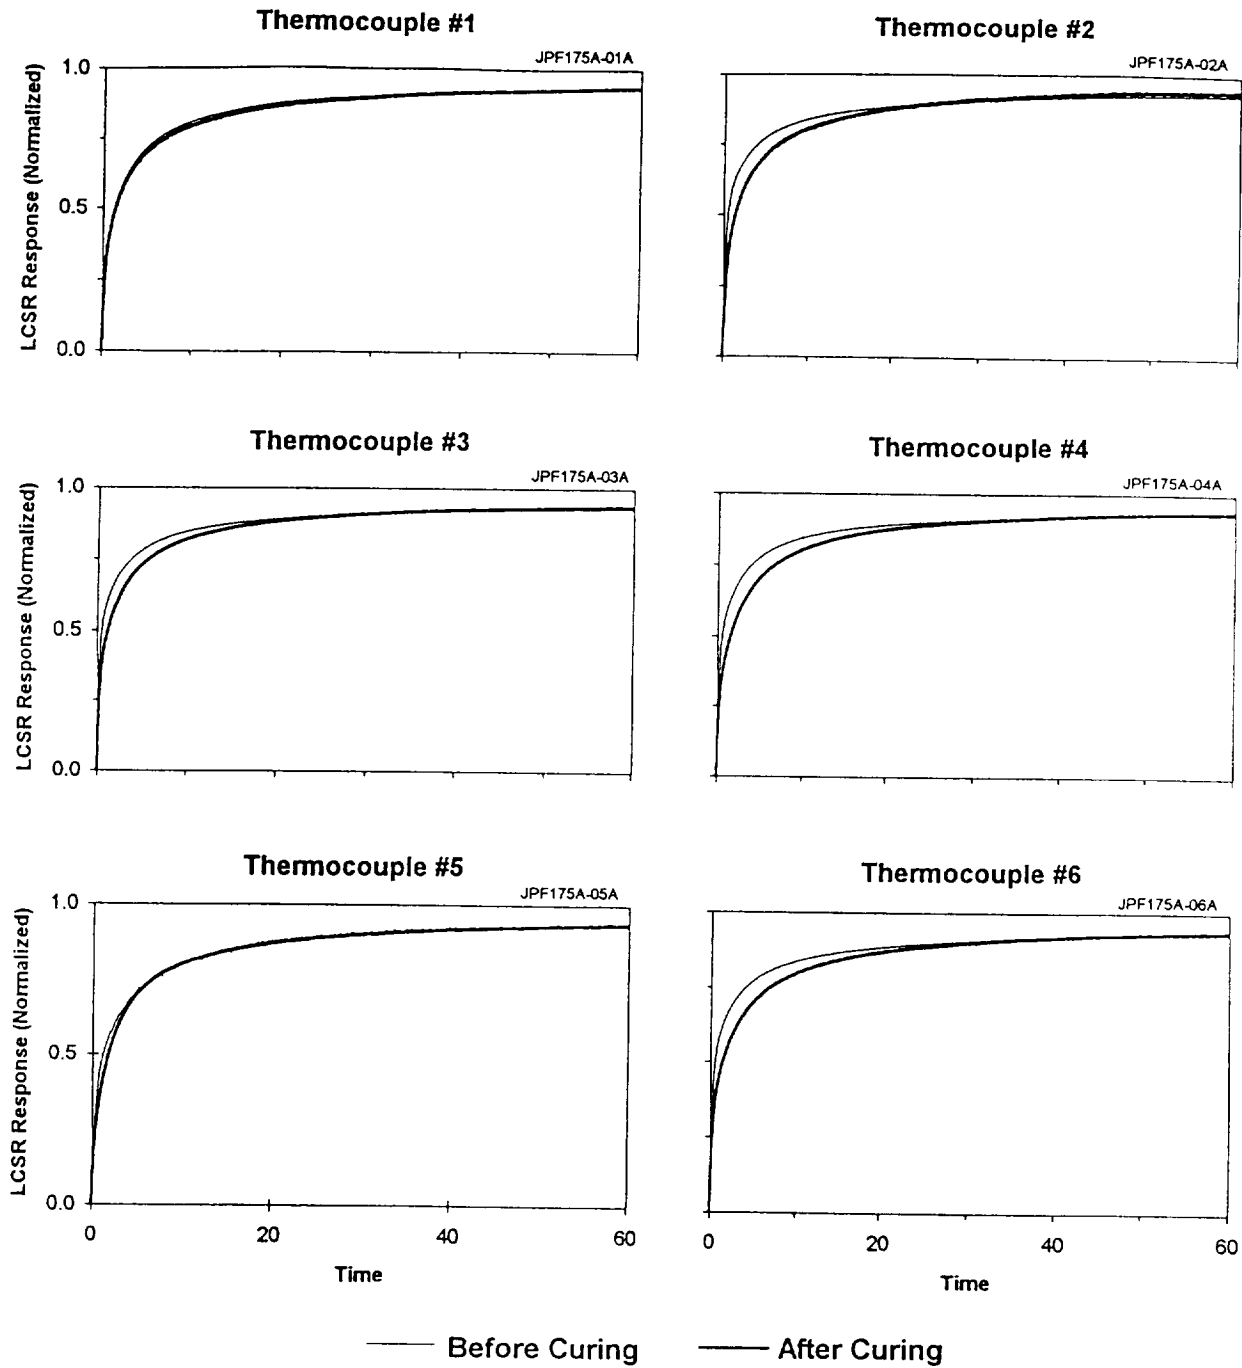 Thermocouple #1
Thermocouple #2
JPF175A-01A
JPF175A-02A
LCSR Response (Normalized)
1.0
0.5
0.0
Thermocouple #3
Thermocouple #4
JPF175A-03A
JPF175A-04A
LCSR Response (Normalized)
1.0
0.5
0.0
Thermocouple #5
Thermocouple #6
JPF175A-05A
JPF175A-06A
LCSR Response (Normalized)
1.0
0.5
0.0
0 20 40 60
0 20 40 60
Time
Time
Before Curing After Curing